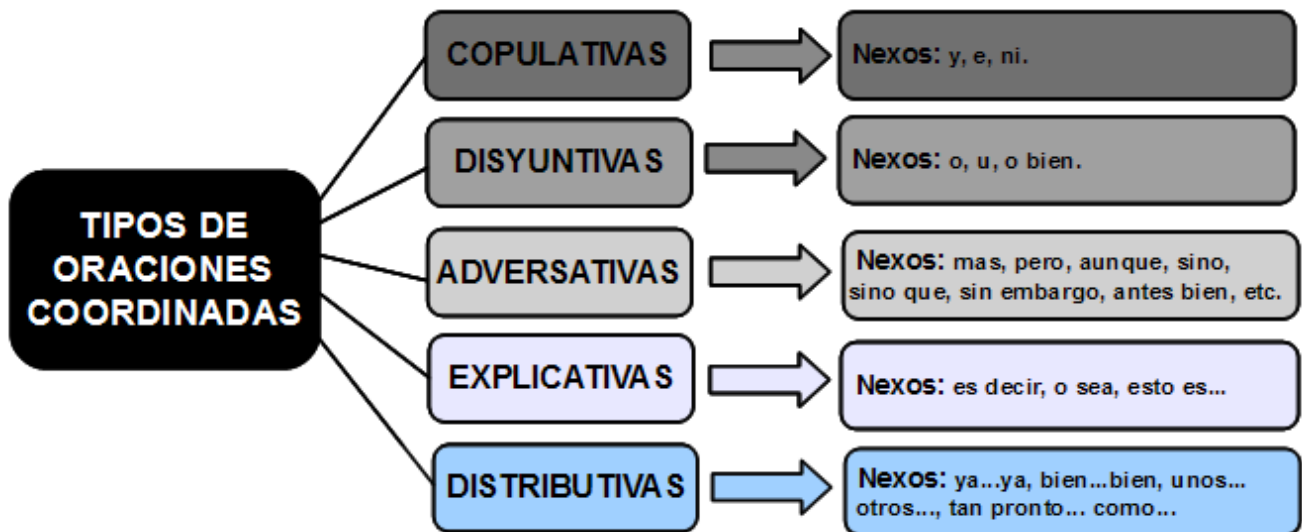 TIPOS DE
ORACIONES
COORDINADAS
COPULATIVAS
Nexos: y, e, ni.
DISYUNTIVAS
Nexos: o, u, o bien.
ADVERSATIVAS
Nexos: mas, pero, aunque, sino,
sino que, sin embargo, antes bien, etc.
EXPLICATIVAS
Nexos: es decir, o sea, esto es...
DISTRIBUTIVAS
Nexos: ya...ya, bien...bien, unos...
otros..., tan pronto... como...